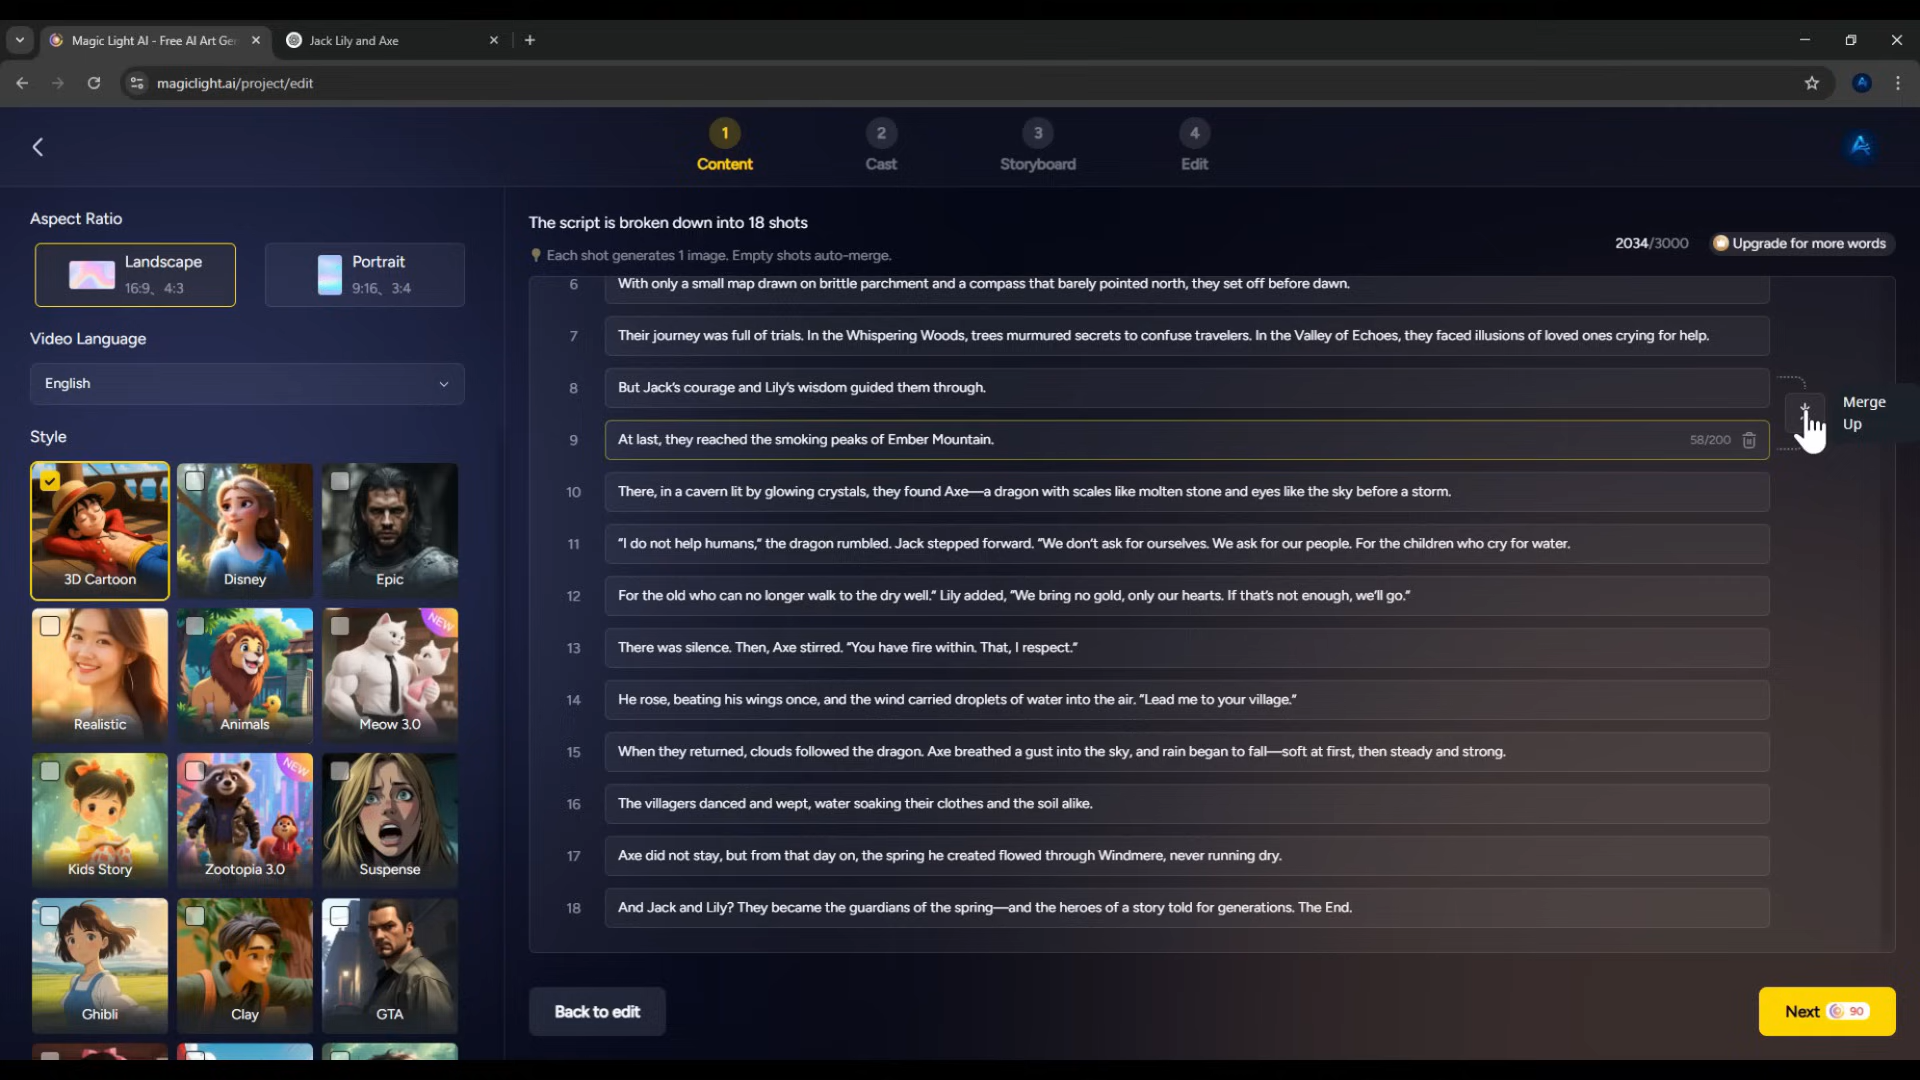 Magic Light AI - Free AI Art Ger
Jack Lily and Axe
magiclight.ai/project/edit
1
2
3
4
Content
Cast
Storyboard
Edit
Aspect Ratio
Landscape
16:9、4:3
Portrait
9:16、3:4
Video Language
English
Style
3D Cartoon
Disney
Epic
Realistic
Animals
NEW
Meow 3.0
Kids Story
NEW
Zootopia 3.0
Suspense
Ghibli
Clay
GTA
The script is broken down into 18 shots
Each shot generates 1 image. Empty shots auto-merge.
2034/3000
Upgrade for more words
6 With only a small map drawn on brittle parchment and a compass that barely pointed north, they set off before dawn.
7 Their journey was full of trials. In the Whispering Woods, trees murmured secrets to confuse travelers. In the Valley of Echoes, they faced illusions of loved ones crying for help.
8 But Jack’s courage and Lily’s wisdom guided them through.
9 At last, they reached the smoking peaks of Ember Mountain. 58/200
Merge
Up
10 There, in a cavern lit by glowing crystals, they found Axe—a dragon with scales like molten stone and eyes like the sky before a storm.
11 “I do not help humans,” the dragon rumbled. Jack stepped forward. “We don’t ask for ourselves. We ask for our people. For the children who cry for water.
12 For the old who can no longer walk to the dry well.” Lily added, “We bring no gold, only our hearts. If that’s not enough, we’ll go.”
13 There was silence. Then, Axe stirred. “You have fire within. That, I respect.”
14 He rose, beating his wings once, and the wind carried droplets of water into the air. “Lead me to your village.”
15 When they returned, clouds followed the dragon. Axe breathed a gust into the sky, and rain began to fall—soft at first, then steady and strong.
16 The villagers danced and wept, water soaking their clothes and the soil alike.
17 Axe did not stay, but from that day on, the spring he created flowed through Windmere, never running dry.
18 And Jack and Lily? They became the guardians of the spring—and the heroes of a story told for generations. The End.
Back to edit
Next 90